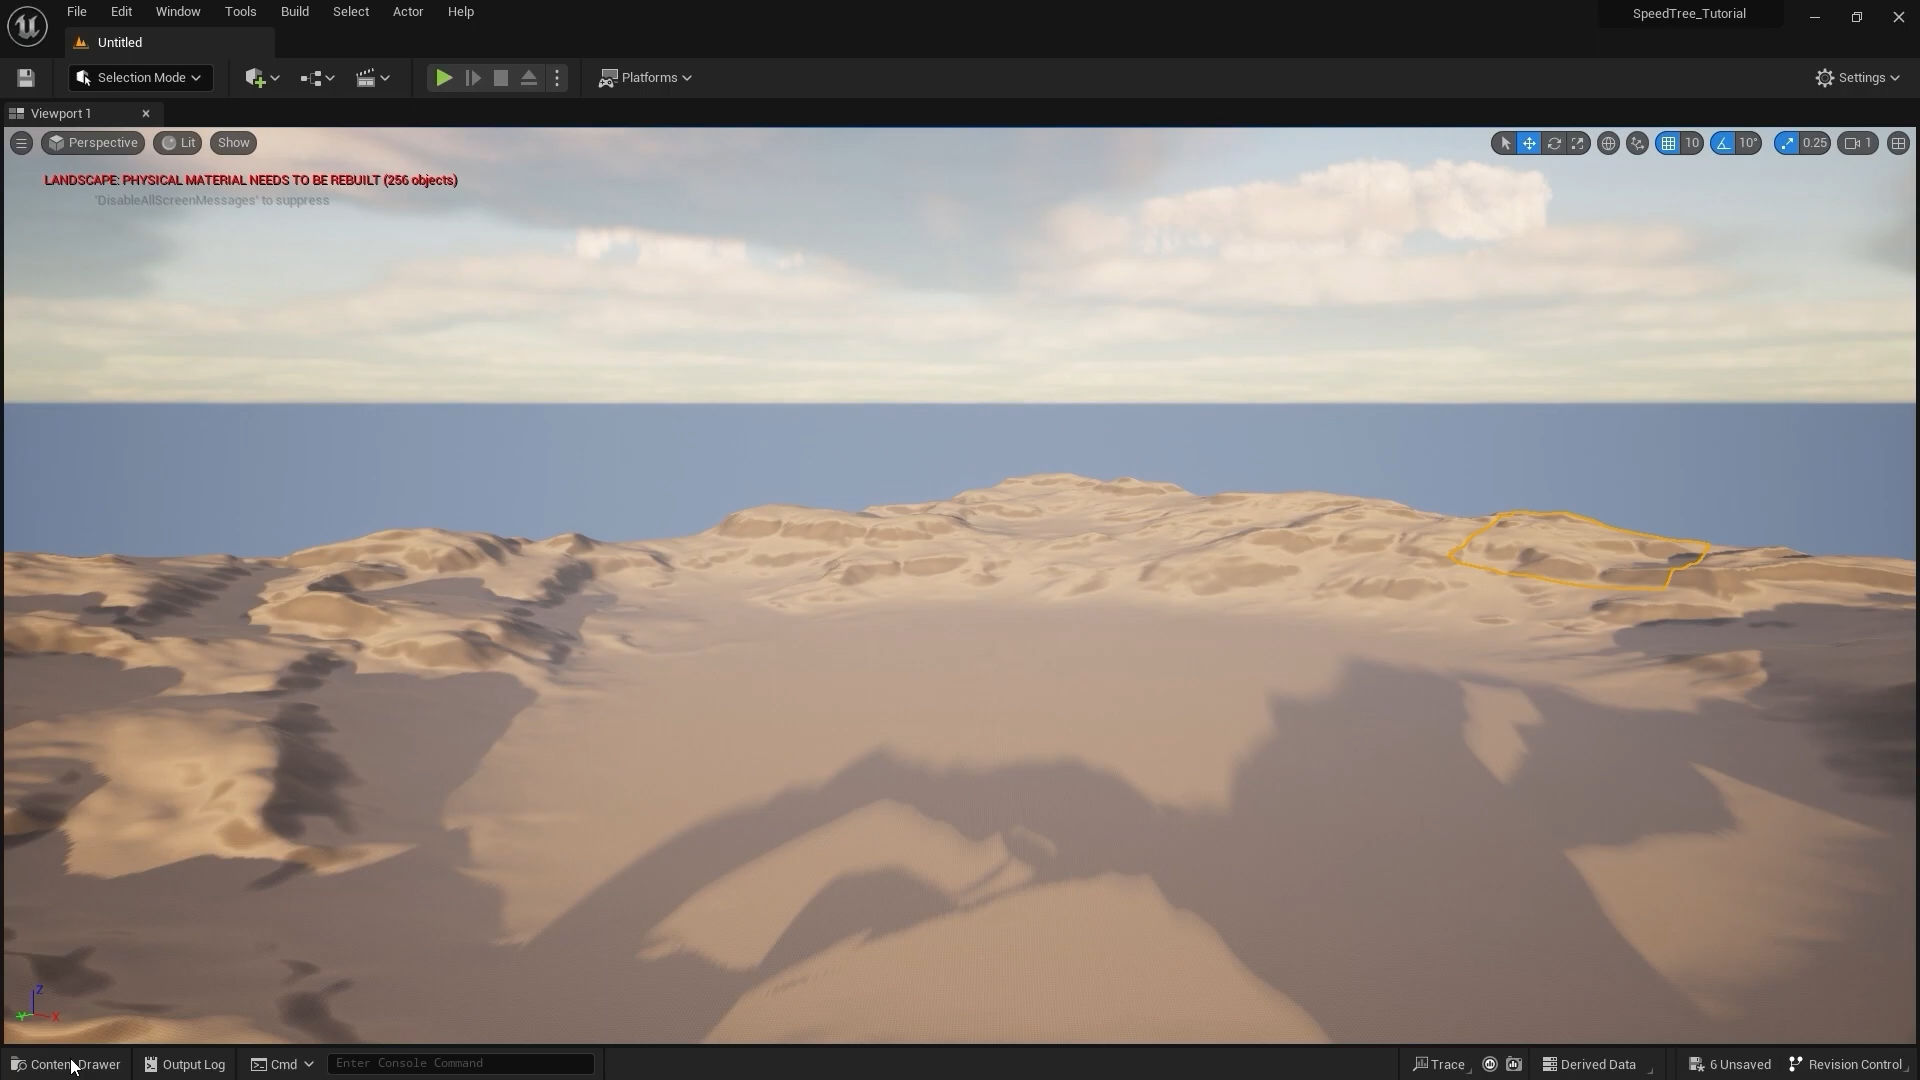 File Edit Window Tools Build Select Actor Help
SpeedTree_Tutorial
Untitled
Selection Mode
Platforms
Settings
Viewport 1
Perspective Lit Show
10 10° 0.25 1
LANDSCAPE: PHYSICAL MATERIAL NEEDS TO BE REBUILT (256 objects)
'DisableAllScreenMessages' to suppress
Z
Y X
Content Drawer Output Log Cmd Enter Console Command Trace Derived Data 6 Unsaved Revision Control